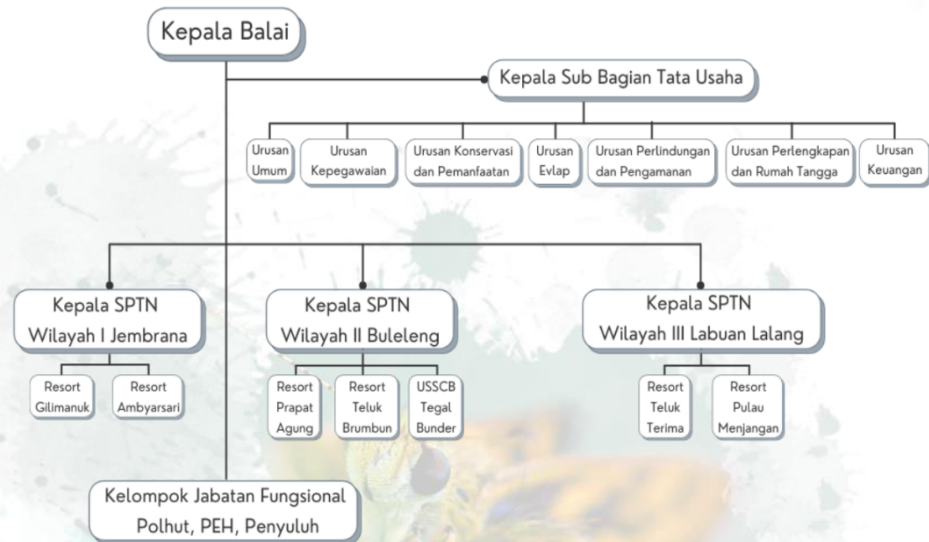 Kepala Balai
Kepala Sub Bagian Tata Usaha
Urusan
Umum
Urusan
Kepegawaian
Urusan Konservasi
dan Pemanfaatan
Urusan
Evlap
Urusan Perlindungan
dan Pengamanan
Urusan Perlengkapan
dan Rumah Tangga
Urusan
Keuangan
Kepala SPTN
Wilayah I Jembrana
Kepala SPTN
Wilayah II Buleleng
Kepala SPTN
Wilayah III Labuan Lalang
Resort
Gilimanuk
Resort
Ambyarsari
Resort
Prapat
Agung
Resort
Teluk
Brumbun
USSCB
Tegal
Bunder
Resort
Teluk
Terima
Resort
Pulau
Menjangan
Kelompok Jabatan Fungsional
Polhut, PEH, Penyuluh